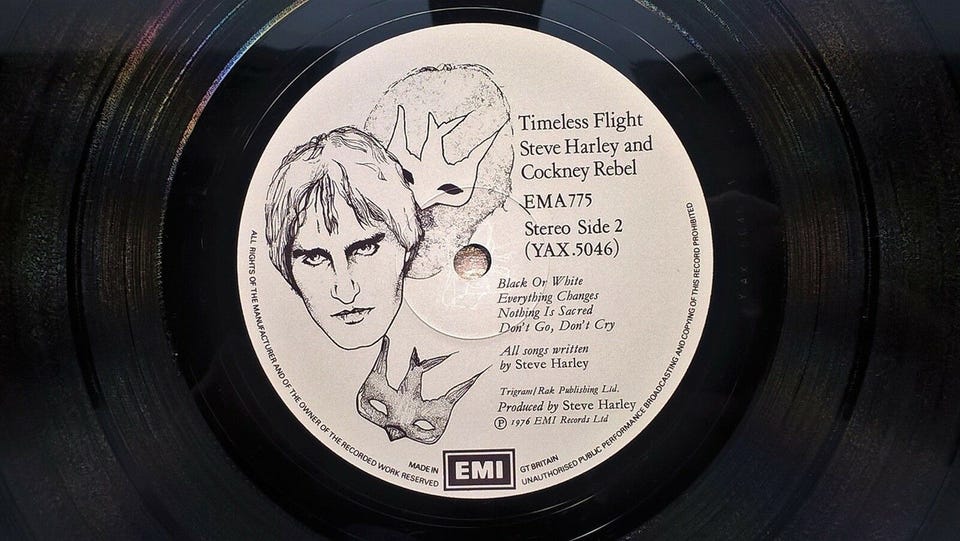 Timeless Flight
Steve Harley and
Cockney Rebel
EMA775
Stereo Side 2
(YAX.5046)
Black Or White
Everything Changes
Nothing Is Sacred
Don't Go, Don't Cry
All songs written
by Steve Harley
Trigram/Rak Publishing Ltd.
Produced by Steve Harley
Ⓟ 1976 EMI Records Ltd
ALL RIGHTS OF THE MANUFACTURER AND OF THE OWNER OF THE RECORDED WORK RESERVED
MADE IN
EMI
GT BRITAIN
UNAUTHORISED PUBLIC PERFORMANCE BROADCASTING AND COPYING OF THIS RECORD PROHIBITED